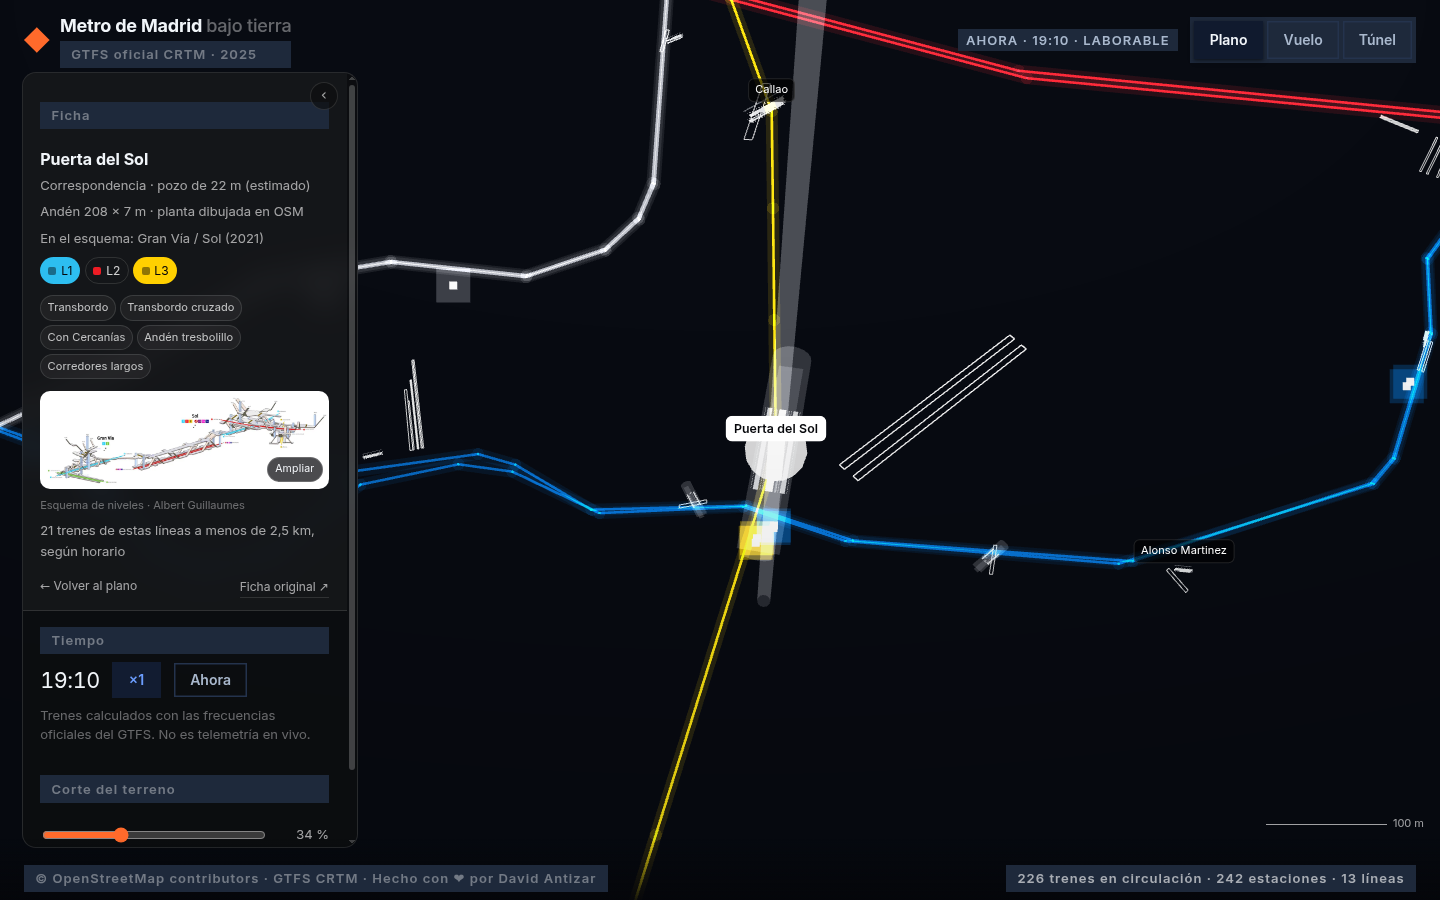 Metro de Madrid bajo tierra
GTFS oficial CRTM · 2025
AHORA · 19:10 · LABORABLE
Plano
Vuelo
Túnel
Ficha
Puerta del Sol
Correspondencia · pozo de 22 m (estimado)
Andén 208 × 7 m · planta dibujada en OSM
En el esquema: Gran Vía / Sol (2021)
L1
L2
L3
Transbordo
Transbordo cruzado
Con Cercanías
Andén tresbolillo
Corredores largos
Gran Vía
Sol
Ampliar
Esquema de niveles · Albert Guillaumes
21 trenes de estas líneas a menos de 2,5 km,
según horario
← Volver al plano
Ficha original ↗
Tiempo
19:10
×1
Ahora
Trenes calculados con las frecuencias
oficiales del GTFS. No es telemetría en vivo.
Corte del terreno
34 %
Callao
Puerta del Sol
Alonso Martinez
100 m
© OpenStreetMap contributors · GTFS CRTM · Hecho con ❤ por David Antizar
226 trenes en circulación · 242 estaciones · 13 líneas